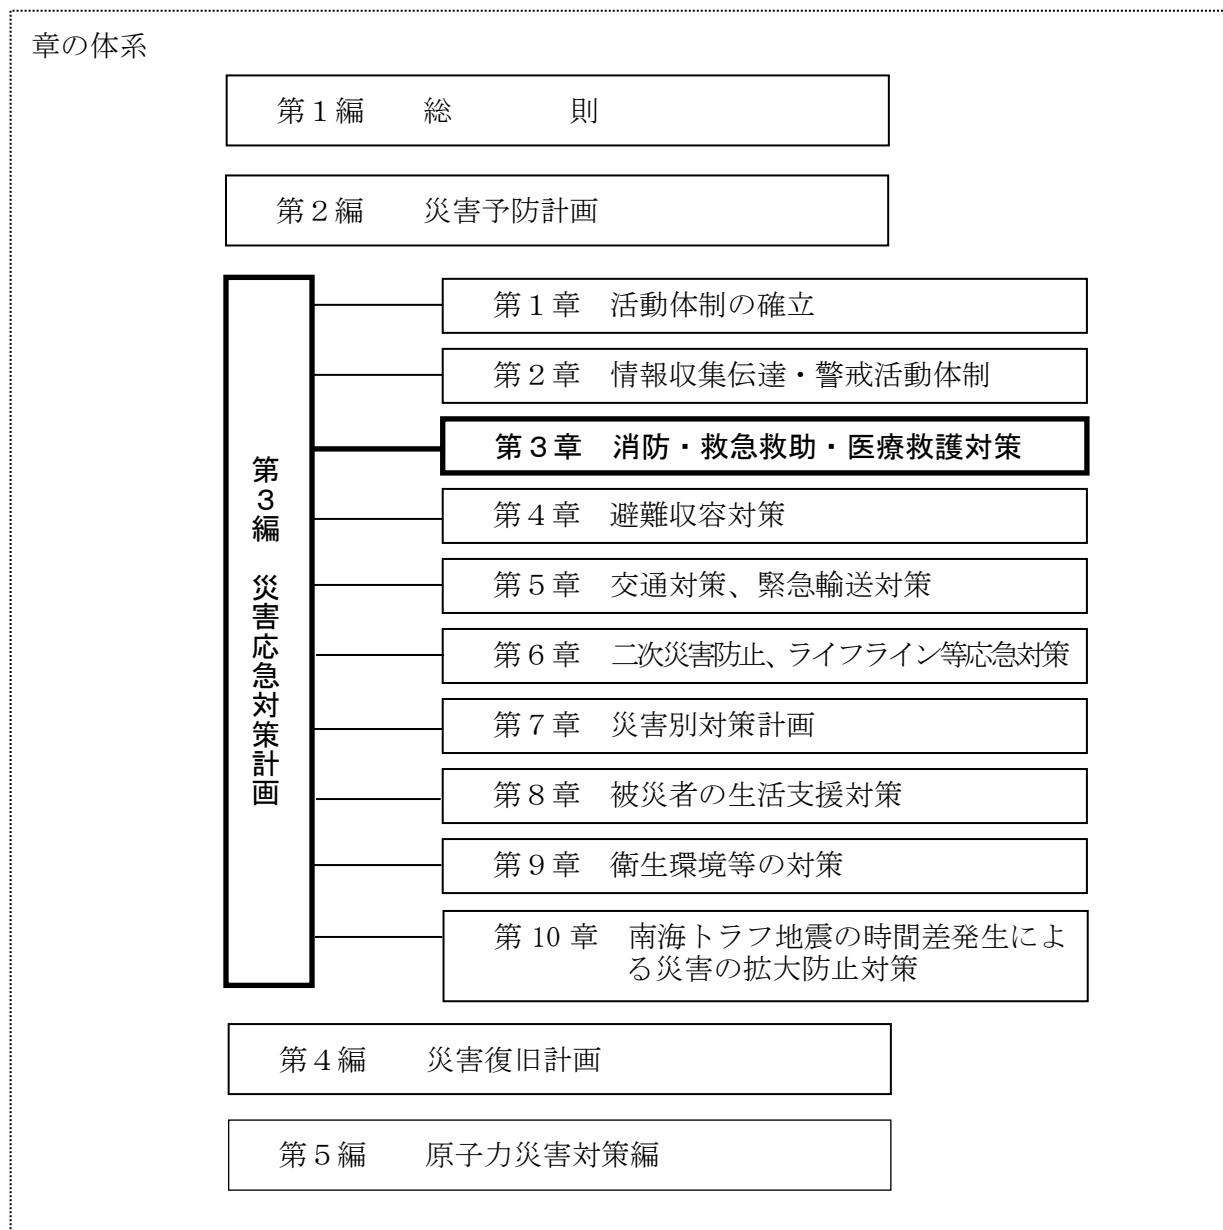 章の体系
第１編　　総　　　則
第２編　　災害予防計画
第３編　災害応急対策計画
第１章　活動体制の確立
第２章　情報収集伝達・警戒活動体制
第３章　消防・救急救助・医療救護対策
第４章　避難収容対策
第５章　交通対策、緊急輸送対策
第６章　二次災害防止、ライフライン等応急対策
第７章　災害別対策計画
第８章　被災者の生活支援対策
第９章　衛生環境等の対策
第 10 章　南海トラフ地震の時間差発生によ
る災害の拡大防止対策
第４編　　災害復旧計画
第５編　　原子力災害対策編